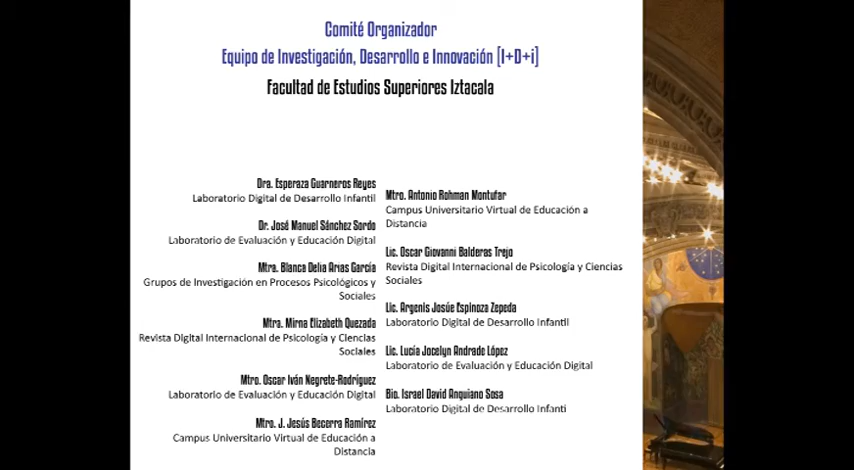 Comité Organizador
Equipo de Investigación, Desarrollo e Innovación [I+D+i]
Facultad de Estudios Superiores Iztacala
Dra. Esperaza Guarneros Reyes
Laboratorio Digital de Desarrollo Infantil
Dr. José Manuel Sánchez Sordo
Laboratorio de Evaluación y Educación Digital
Mtra. Blanca Delia Arias García
Grupos de Investigación en Procesos Psicológicos y
Sociales
Mtra. Mirna Elizabeth Quezada
Revista Digital Internacional de Psicología y Ciencias
Sociales
Mtro. Oscar Iván Negrete-Rodríguez
Laboratorio de Evaluación y Educación Digital
Mtro. J. Jesús Becerra Ramírez
Campus Universitario Virtual de Educación a
Distancia
Mtro. Antonio Rohman Montufar
Campus Universitario Virtual de Educación a
Distancia
Lic. Oscar Giovanni Balderas Trejo
Revista Digital Internacional de Psicología y Ciencias
Sociales
Lic. Argenis Josúe Espinoza Zepeda
Laboratorio Digital de Desarrollo Infantil
Lic. Lucía Jocelyn Andrade López
Laboratorio de Evaluación y Educación Digital
Bio. Israel David Anguiano Sosa
Laboratorio Digital de Desarrollo Infanti